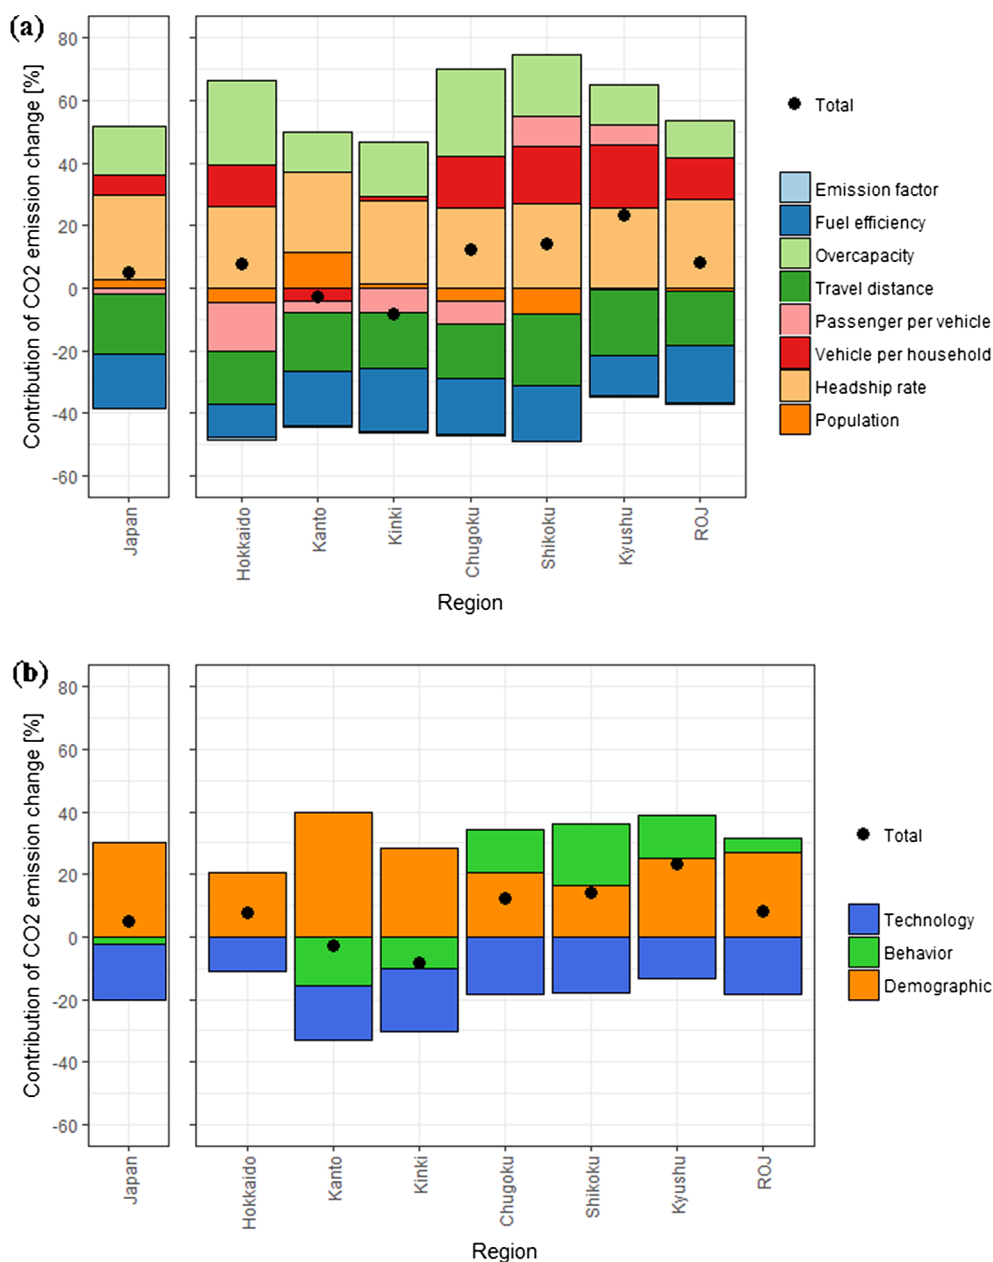 (a)
Contribution of CO2 emission change [%]
80
60
40
20
0
-20
-40
-60
Japan
Hokkaido
Kanto
Kinki
Chugoku
Shikoku
Kyushu
ROJ
Region
Total
Emission factor
Fuel efficiency
Overcapacity
Travel distance
Passenger per vehicle
Vehicle per household
Headship rate
Population
(b)
Contribution of CO2 emission change [%]
80
60
40
20
0
-20
-40
-60
Japan
Hokkaido
Kanto
Kinki
Chugoku
Shikoku
Kyushu
ROJ
Region
Total
Technology
Behavior
Demographic